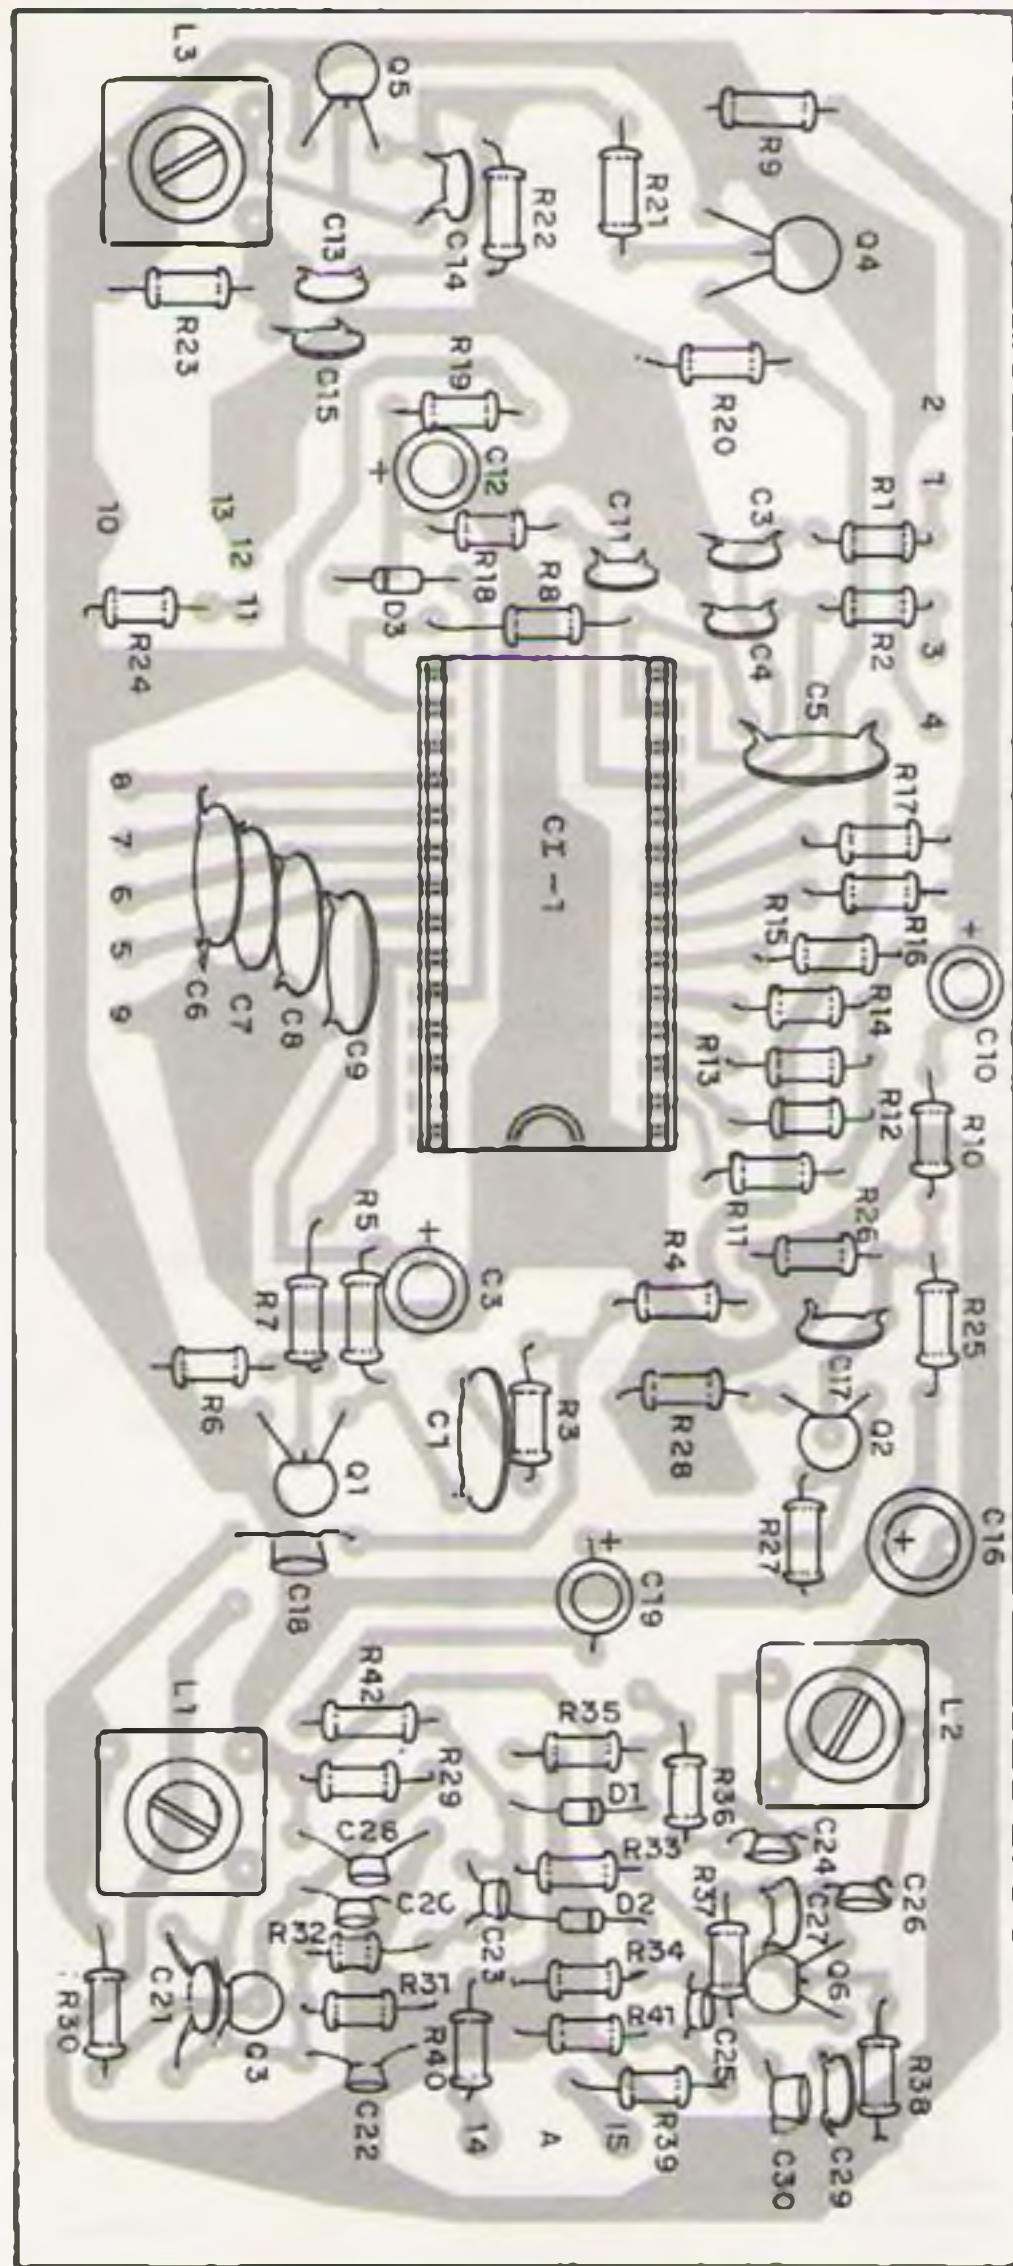 L3
Q5
R9
R22
R21
C14
C13
Q4
R23
C15
R19
R20
2
C12
+
1
R1
C3
C11
10
13
12
11
R18
R8
D3
R2
C4
3
R24
C5
4
R17
8
7
6
5
9
CI-1
R15
R16
+
C6
C7
C8
C9
R14
R13
C10
R12
R10
R11
R26
R5
+
R4
C3
R7
R25
R6
C1
R3
C17
R28
Q2
Q1
R27
C16
+
+
C18
C19
R42
L1
R35
L2
R29
D1
R36
C28
R33
C24
C26
C20
D2
R37
C27
R32
C23
R34
Q6
R30
C21
R31
R41
Q3
R40
C25
R38
C22
14
A
15
R39
C30
C29